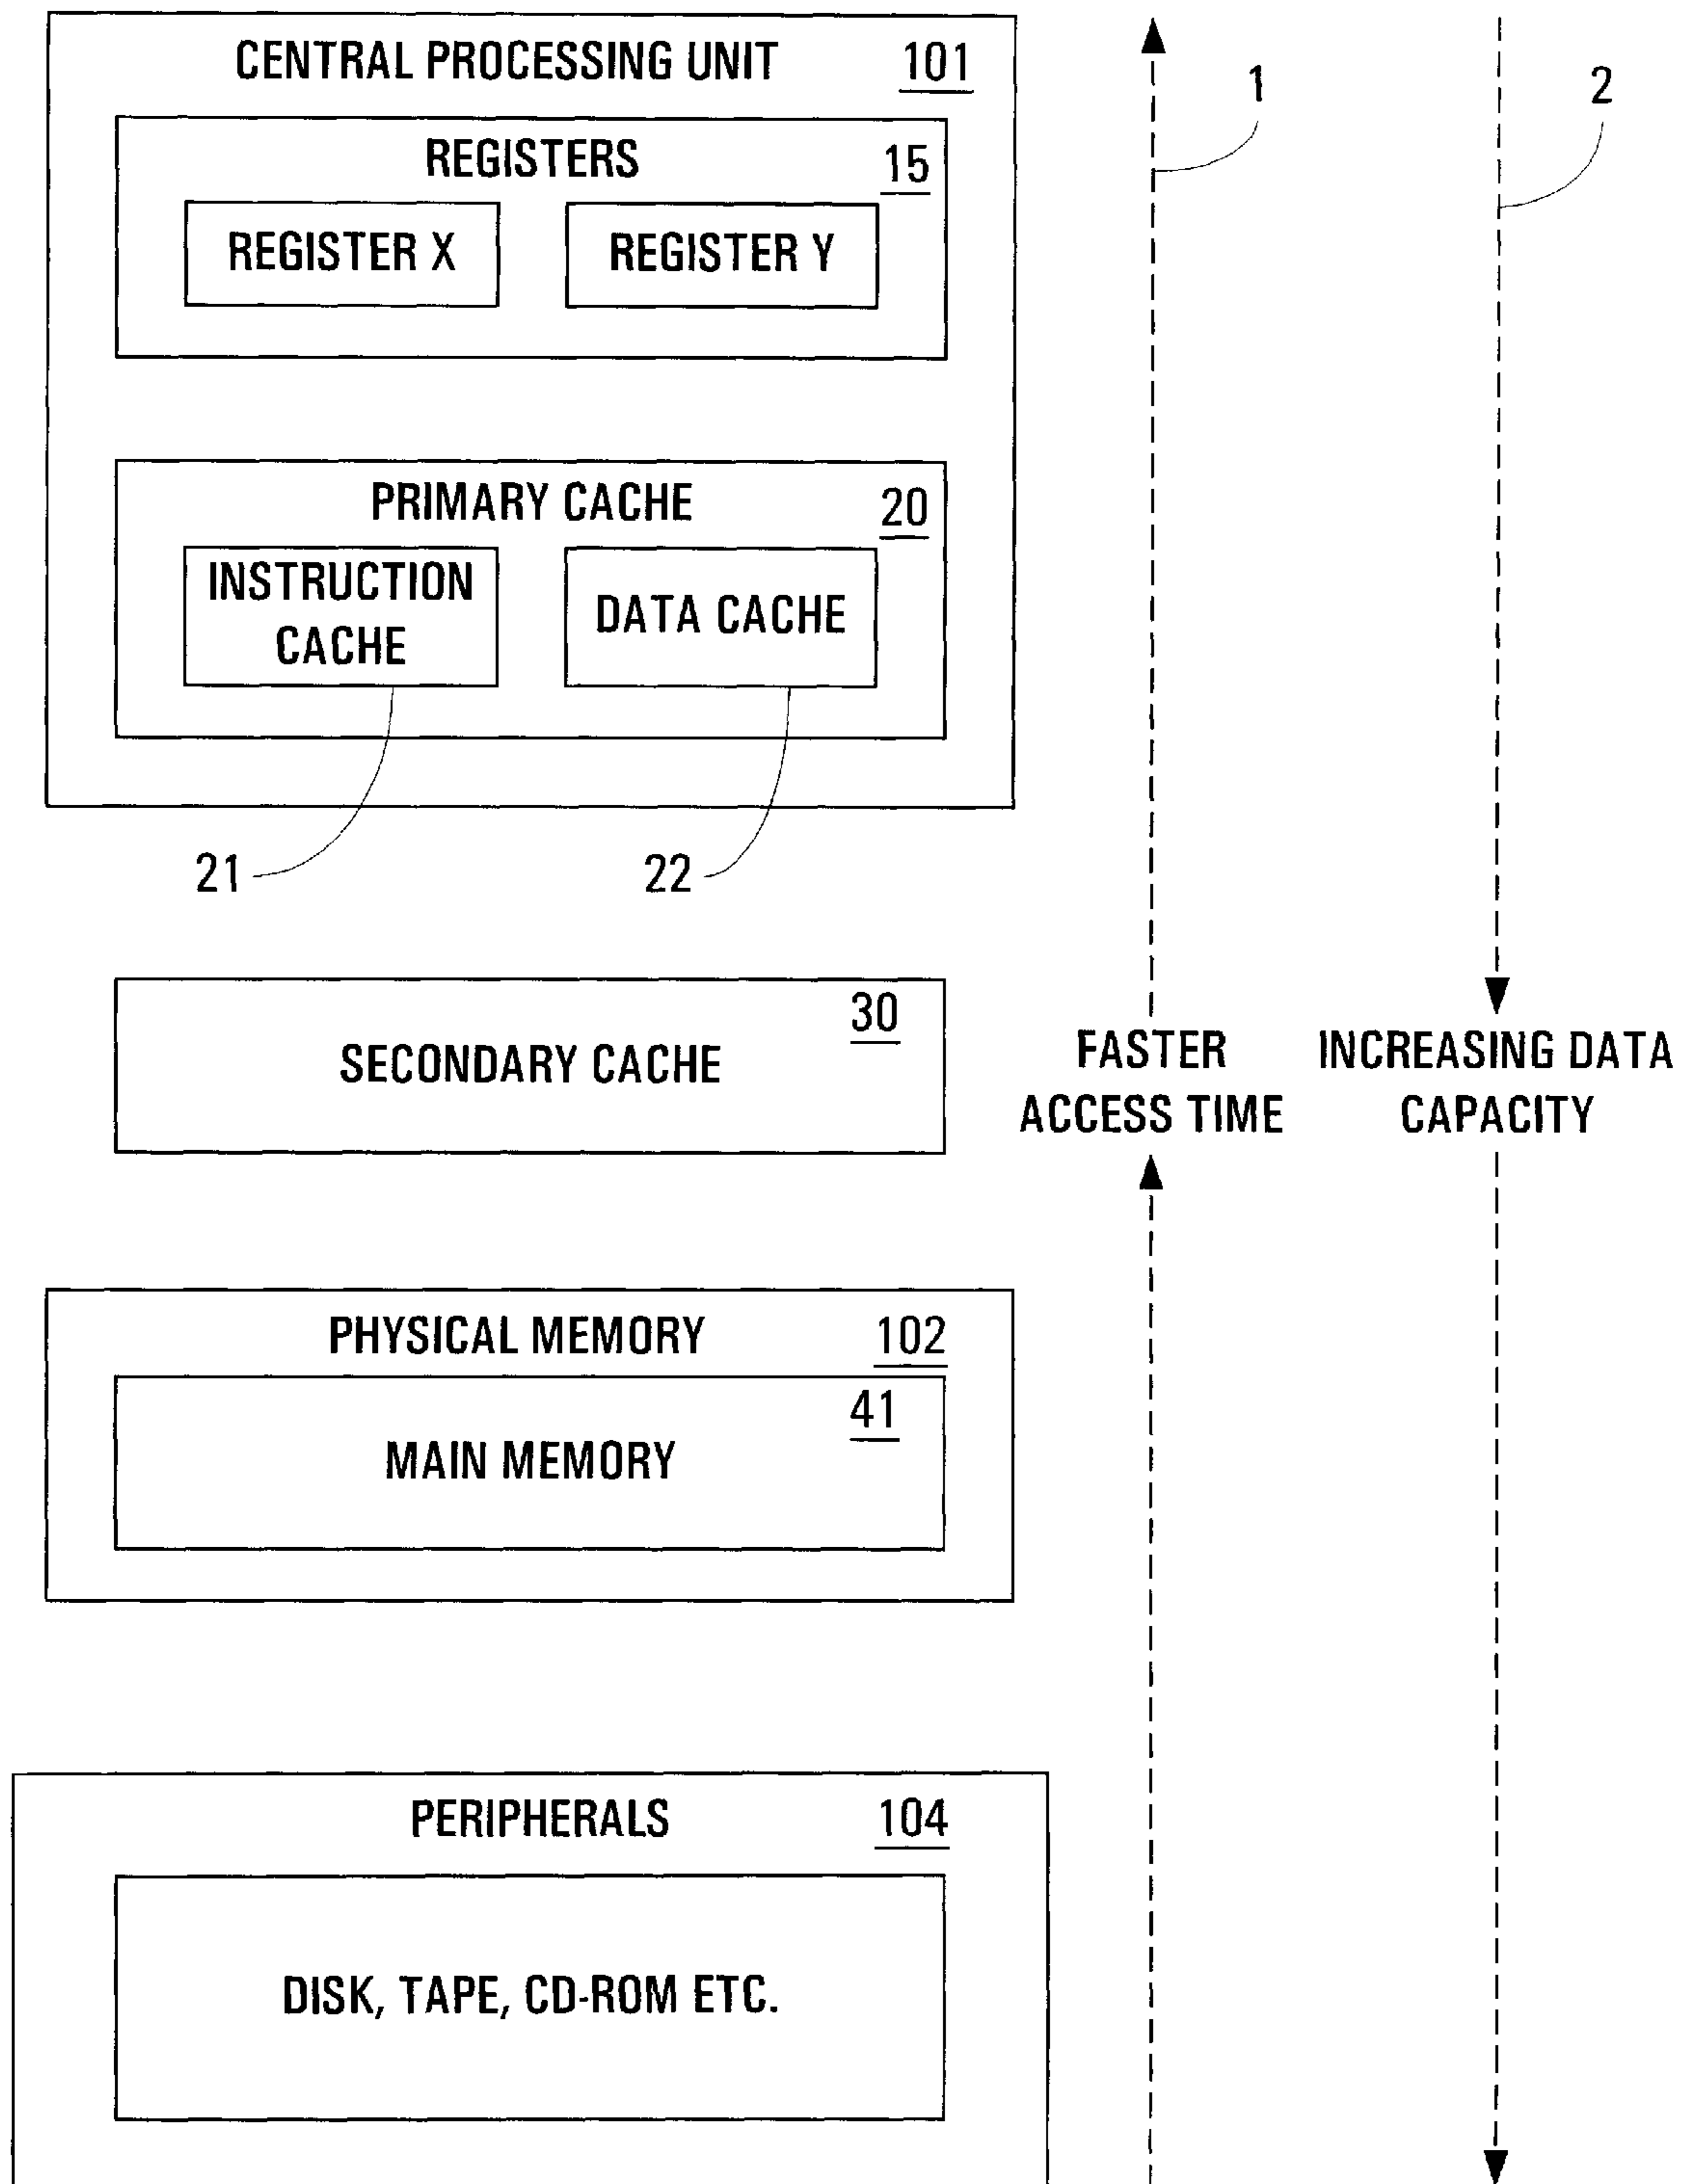 CENTRAL PROCESSING UNIT 101
1
2
REGISTERS 15
REGISTER X
REGISTER Y
PRIMARY CACHE 20
INSTRUCTION
CACHE
DATA CACHE
21
22
30
SECONDARY CACHE
FASTER
ACCESS TIME
INCREASING DATA
CAPACITY
PHYSICAL MEMORY 102
41
MAIN MEMORY
PERIPHERALS 104
DISK, TAPE, CD-ROM ETC.